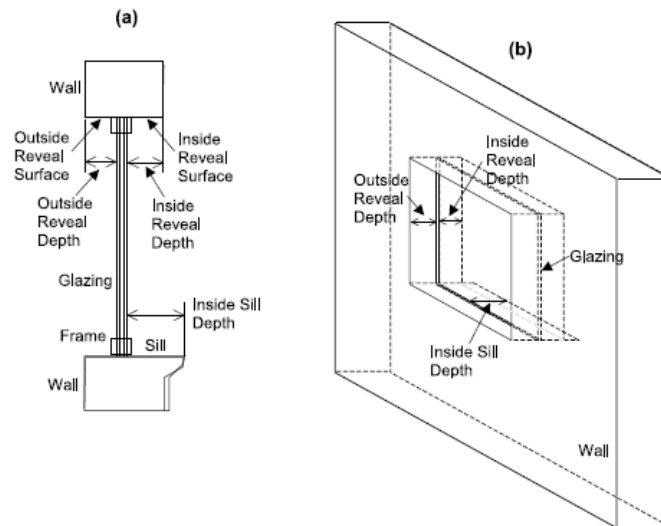 (a)
Wall
Outside
Reveal
Surface
Inside
Reveal
Surface
Outside
Reveal
Depth
Inside
Reveal
Depth
Glazing
Inside Sill
Depth
Frame
Sill
Wall
(b)
Inside
Reveal
Depth
Outside
Reveal
Depth
Glazing
Inside Sill
Depth
Wall